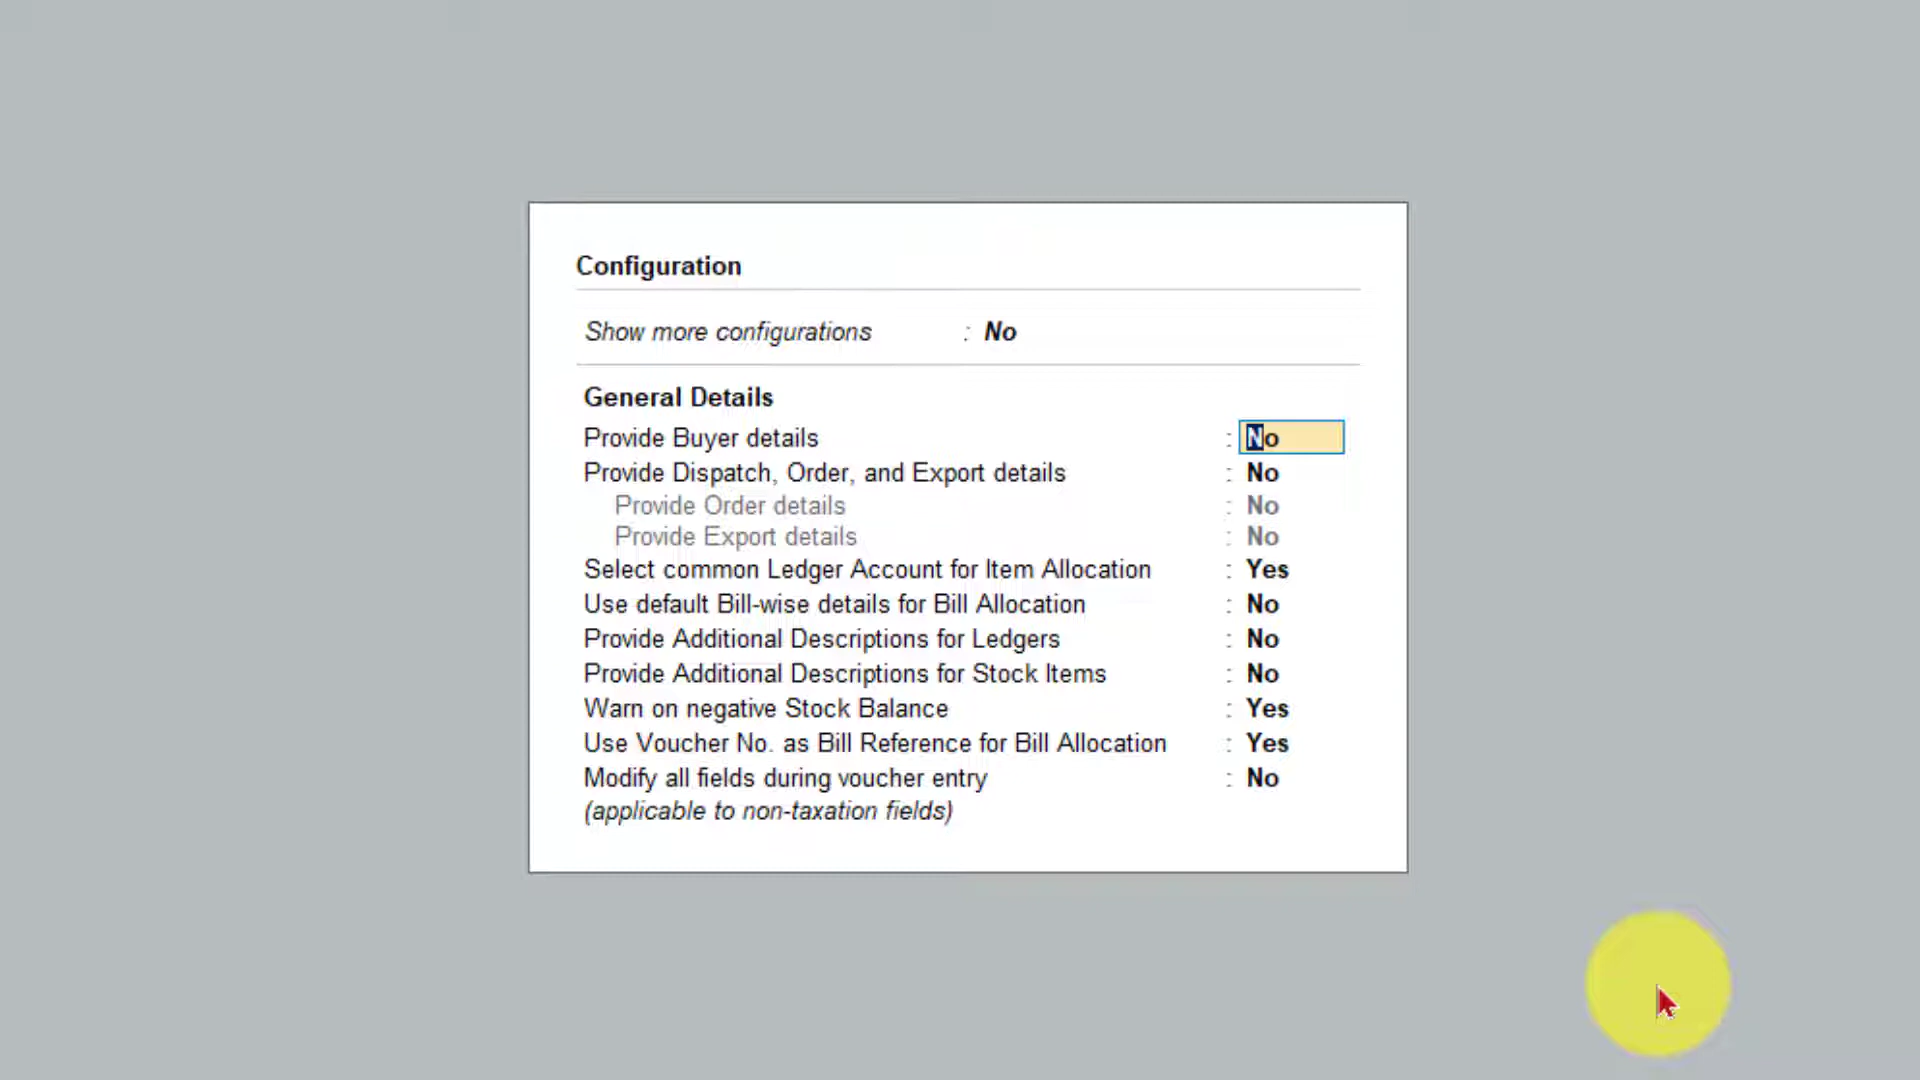 Configuration
Show more configurations : No
General Details
Provide Buyer details : No
Provide Dispatch, Order, and Export details : No
Provide Order details : No
Provide Export details : No
Select common Ledger Account for Item Allocation : Yes
Use default Bill-wise details for Bill Allocation : No
Provide Additional Descriptions for Ledgers : No
Provide Additional Descriptions for Stock Items : No
Warn on negative Stock Balance : Yes
Use Voucher No. as Bill Reference for Bill Allocation : Yes
Modify all fields during voucher entry : No
(applicable to non-taxation fields)